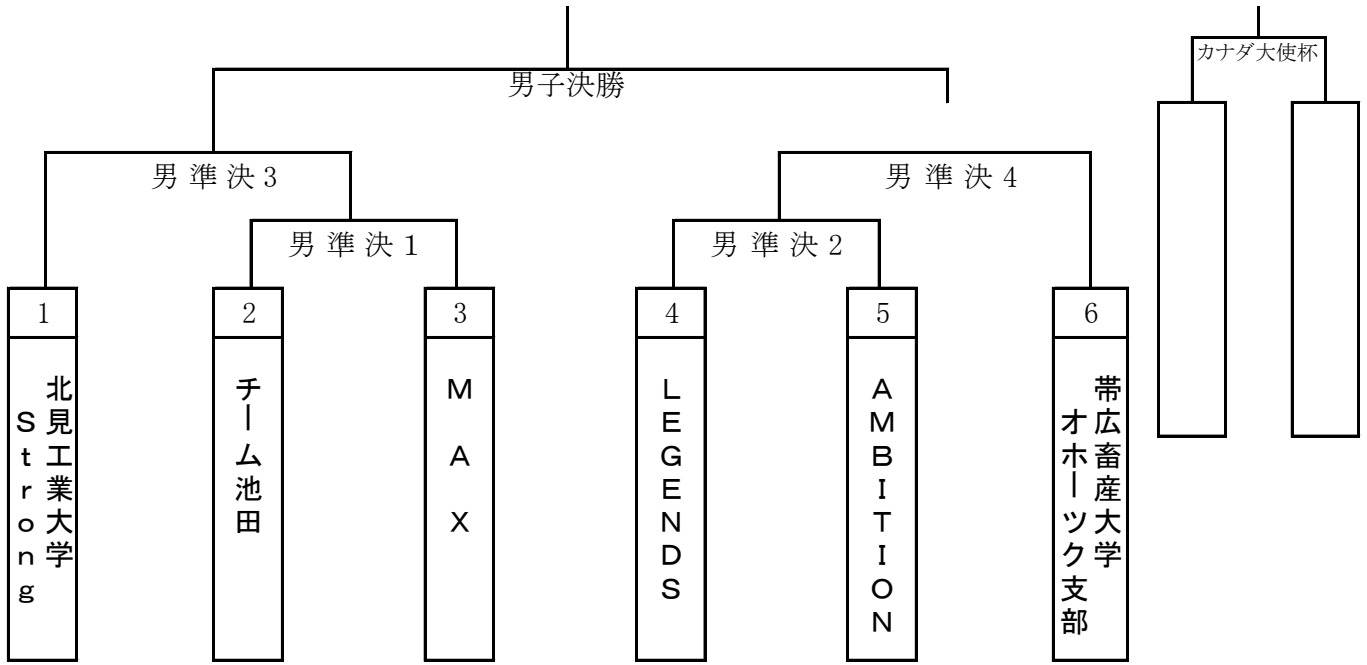 カナダ大使杯
男子決勝
男準決3
男準決4
男準決1
男準決2
1
2
3
4
5
6
北見工業大学
Strong
チーム池田
MAX
LEGENDS
AMBITION
帯広畜産大学
オホーツク支部